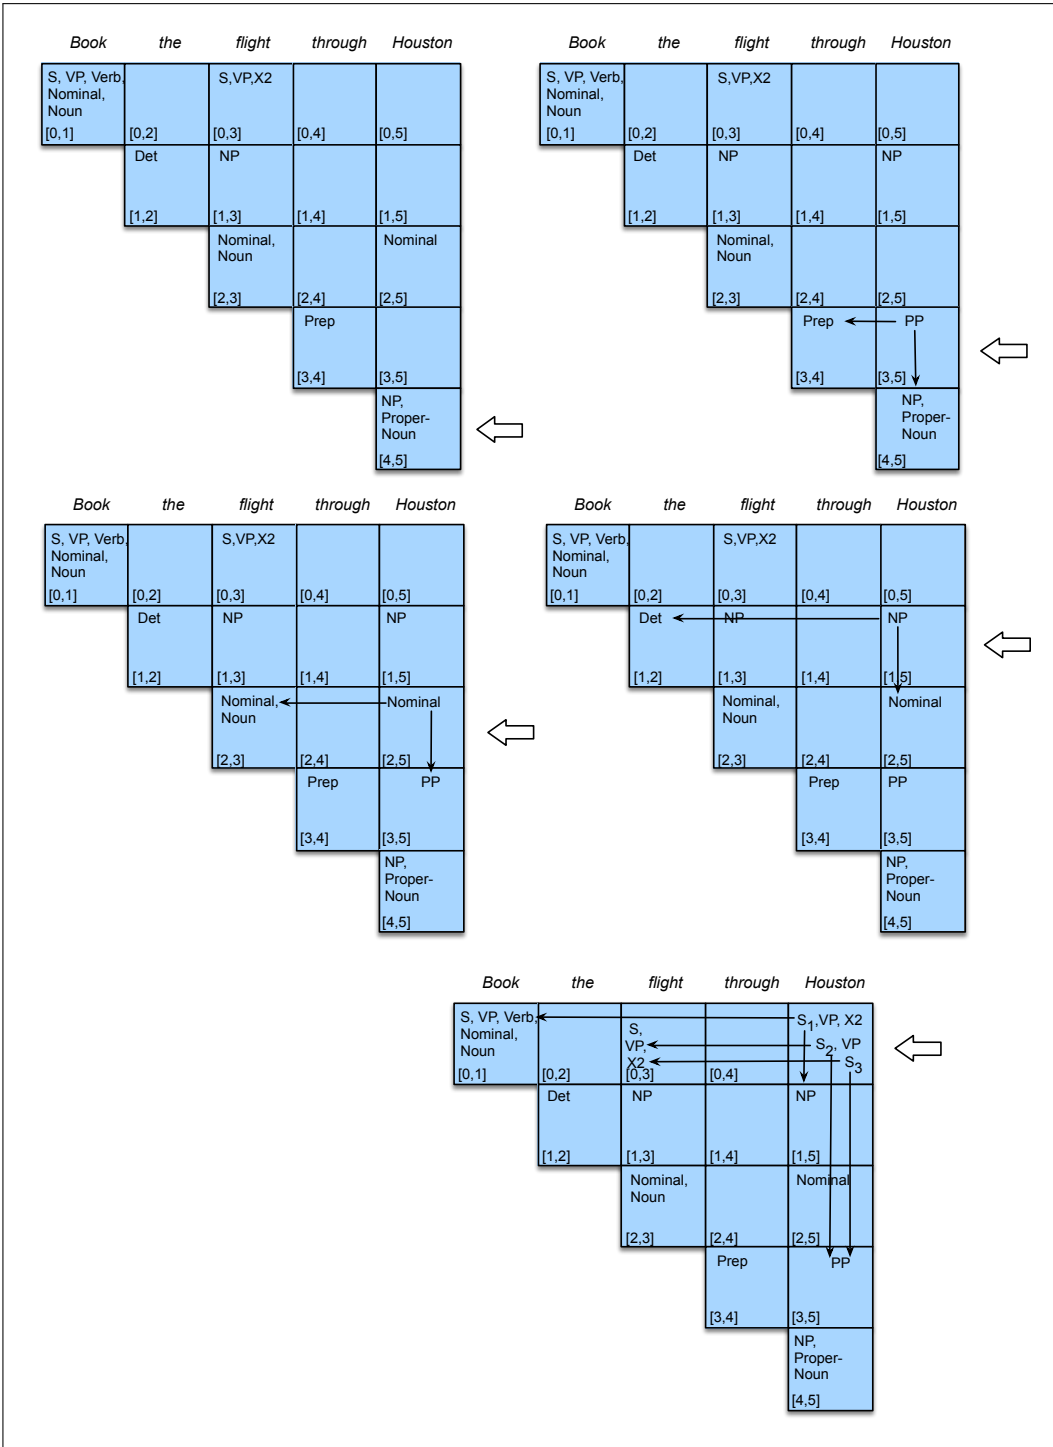 Book the flight through Houston
S, VP, Verb, Nominal, Noun [0,1]
[0,2]
S,VP,X2 [0,3]
[0,4]
[0,5]
Det [1,2]
NP [1,3]
[1,4]
[1,5]
Nominal, Noun [2,3]
[2,4]
Nominal [2,5]
Prep [3,4]
[3,5]
NP, Proper- Noun [4,5]
Book the flight through Houston
S, VP, Verb, Nominal, Noun [0,1]
[0,2]
S,VP,X2 [0,3]
[0,4]
[0,5]
Det [1,2]
NP [1,3]
[1,4]
NP [1,5]
Nominal, Noun [2,3]
[2,4]
[2,5]
Prep [3,4]
PP [3,5]
NP, Proper- Noun [4,5]
Book the flight through Houston
S, VP, Verb, Nominal, Noun [0,1]
[0,2]
S,VP,X2 [0,3]
[0,4]
[0,5]
Det [1,2]
NP [1,3]
[1,4]
NP [1,5]
Nominal, Noun [2,3]
[2,4]
Nominal [2,5]
Prep [3,4]
PP [3,5]
NP, Proper- Noun [4,5]
Book the flight through Houston
S, VP, Verb, Nominal, Noun [0,1]
[0,2]
S,VP,X2 [0,3]
[0,4]
[0,5]
Det [1,2]
NP [1,3]
[1,4]
NP [1,5]
Nominal, Noun [2,3]
[2,4]
Nominal [2,5]
Prep [3,4]
PP [3,5]
NP, Proper- Noun [4,5]
Book the flight through Houston
S, VP, Verb, Nominal, Noun [0,1]
[0,2]
S, VP, X2 [0,3]
[0,4]
S1,VP, X2
S2, VP
S3
Det [1,2]
NP [1,3]
[1,4]
NP [1,5]
Nominal, Noun [2,3]
[2,4]
Nominal [2,5]
Prep [3,4]
PP [3,5]
NP, Proper- Noun [4,5]